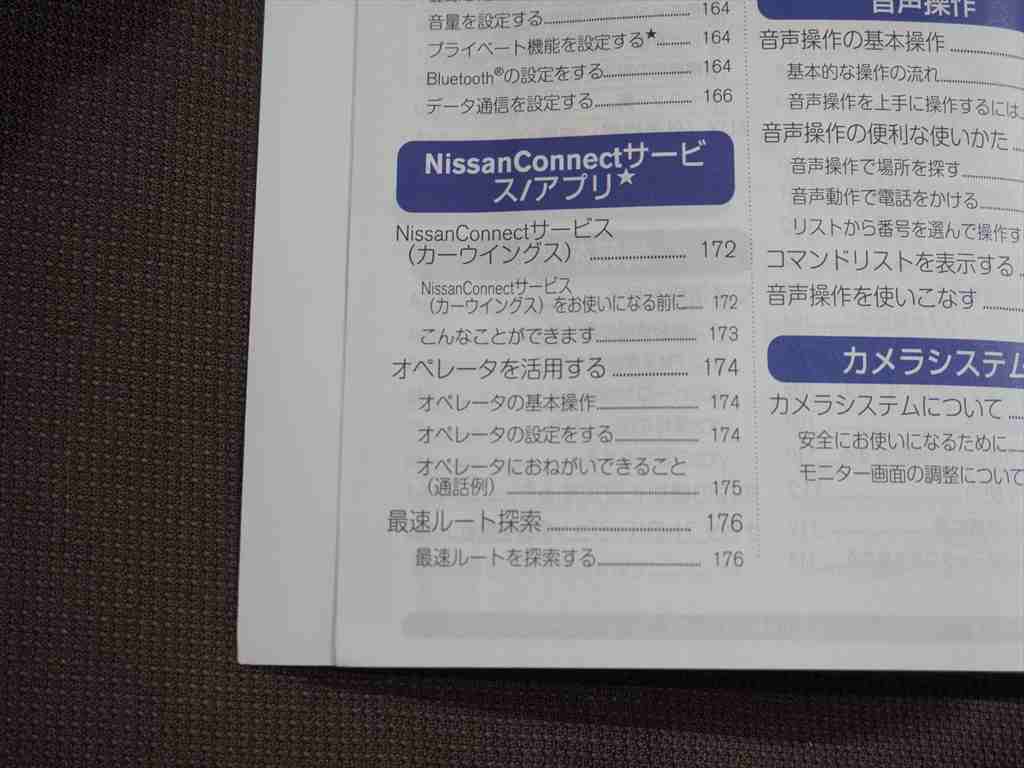 音量を設定する 164
プライベート機能を設定する★ 164
Bluetooth®の設定をする 164
データ通信を設定する 166
NissanConnectサービ
ス/アプリ★
NissanConnectサービス
（カーウイングス） 172
NissanConnectサービス
（カーウイングス）をお使いになる前に 172
こんなことができます 173
オペレータを活用する 174
オペレータの基本操作 174
オペレータの設定をする 174
オペレータにおねがいできること
（通話例） 175
最速ルート探索 176
最速ルートを探索する 176
音声操作
音声操作の基本操作
基本的な操作の流れ
音声操作を上手に操作するには
音声操作の便利な使いかた
音声操作で場所を探す
音声動作で電話をかける
リストから番号を選んで操作す
コマンドリストを表示する
音声操作を使いこなす
カメラシステム
カメラシステムについて
安全にお使いになるために
モニター画面の調整について